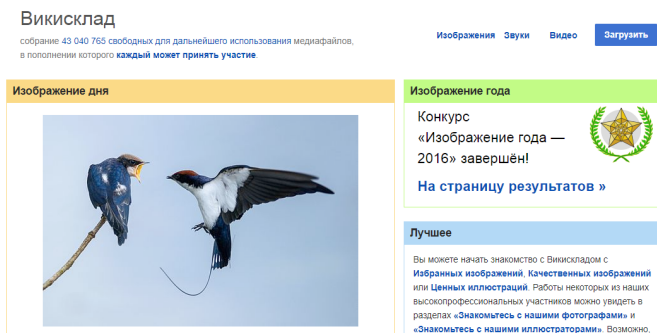 Викисклад
собрание 43 040 765 свободных для дальнейшего использования медиафайлов,
в пополнении которого каждый может принять участие.
Изображения Звуки Видео Загрузить
Изображение дня
Изображение года
Конкурс
«Изображение года —
2016» завершён!
На страницу результатов »
Лучшее
Вы можете начать знакомство с Викискладом с
Избранных изображений, Качественных изображений
или Ценных иллюстраций. Работы некоторых из наших
высокопрофессиональных участников можно увидеть в
разделах «Знакомьтесь с нашими фотографами» и
«Знакомьтесь с нашими иллюстраторами». Возможно,